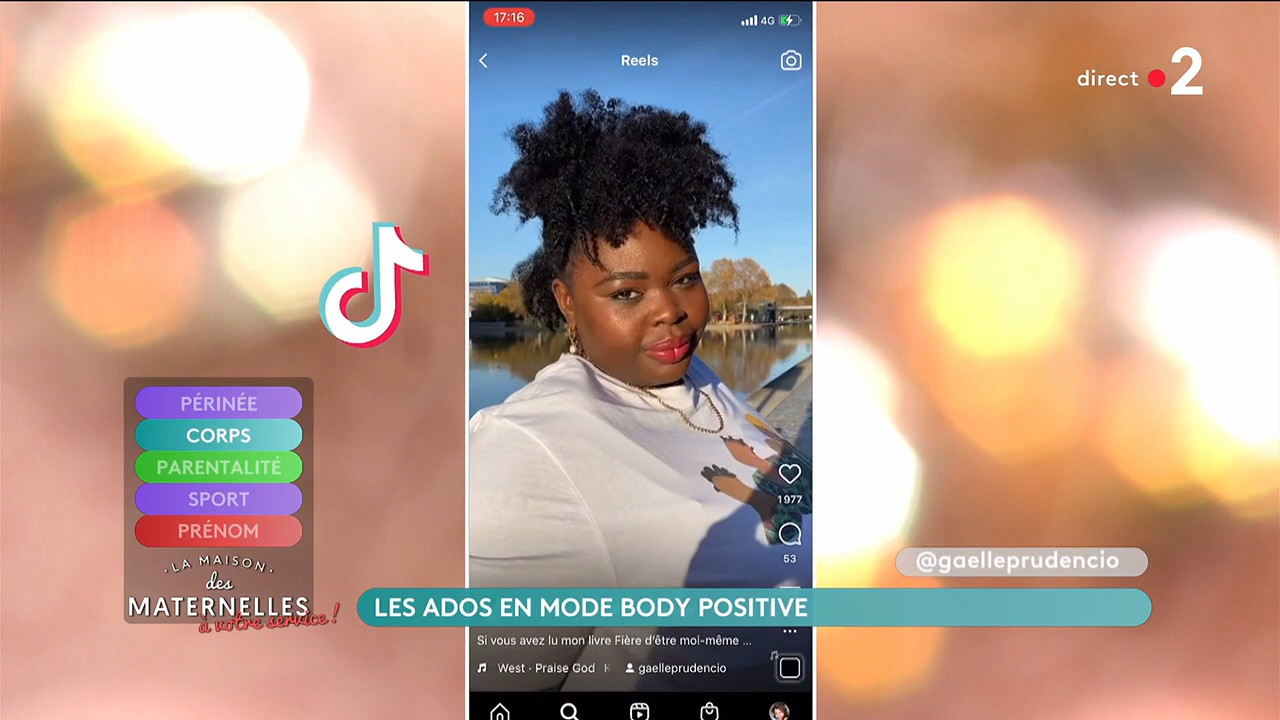 17:16
4G
Reels
direct 2
PÉRINÉE
CORPS
PARENTALITÉ
SPORT
PRÉNOM
LA MAISON
des
MATERNELLES
à votre service !
1 977
53
@gaelleprudencio
LES ADOS EN MODE BODY POSITIVE
Si vous avez lu mon livre Fière d'être moi-même ...
West · Praise God K gaelleprudencio